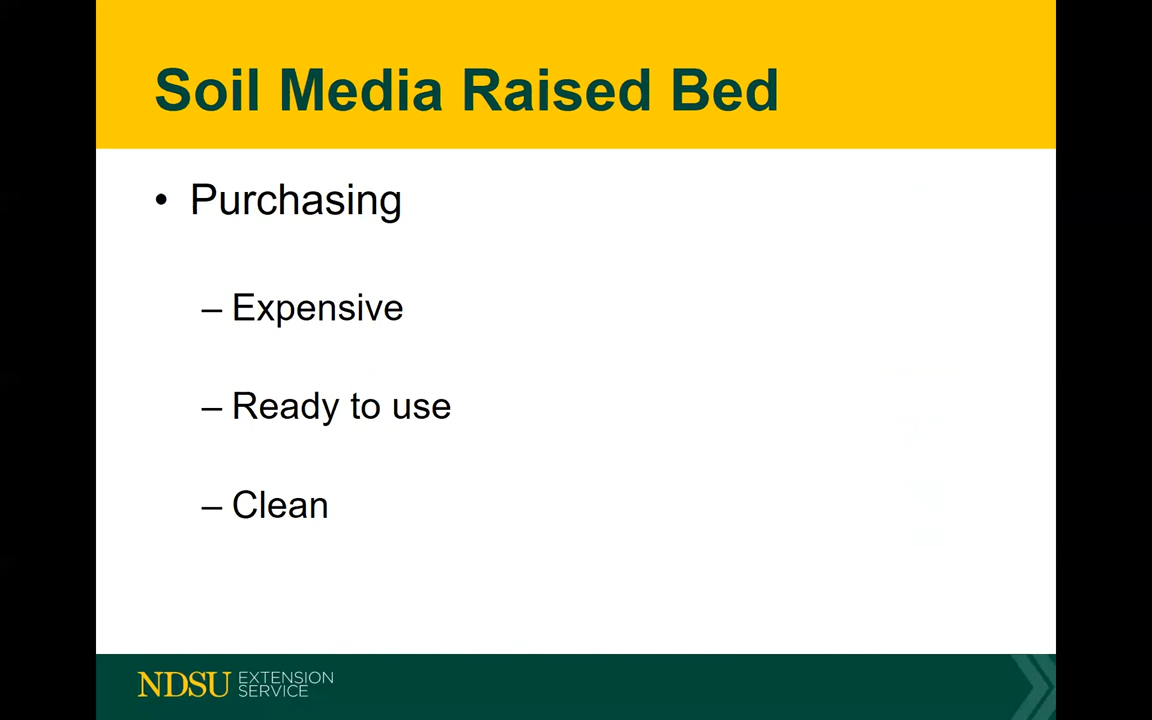 Soil Media Raised Bed
• Purchasing
– Expensive
– Ready to use
– Clean
NDSU EXTENSION
SERVICE